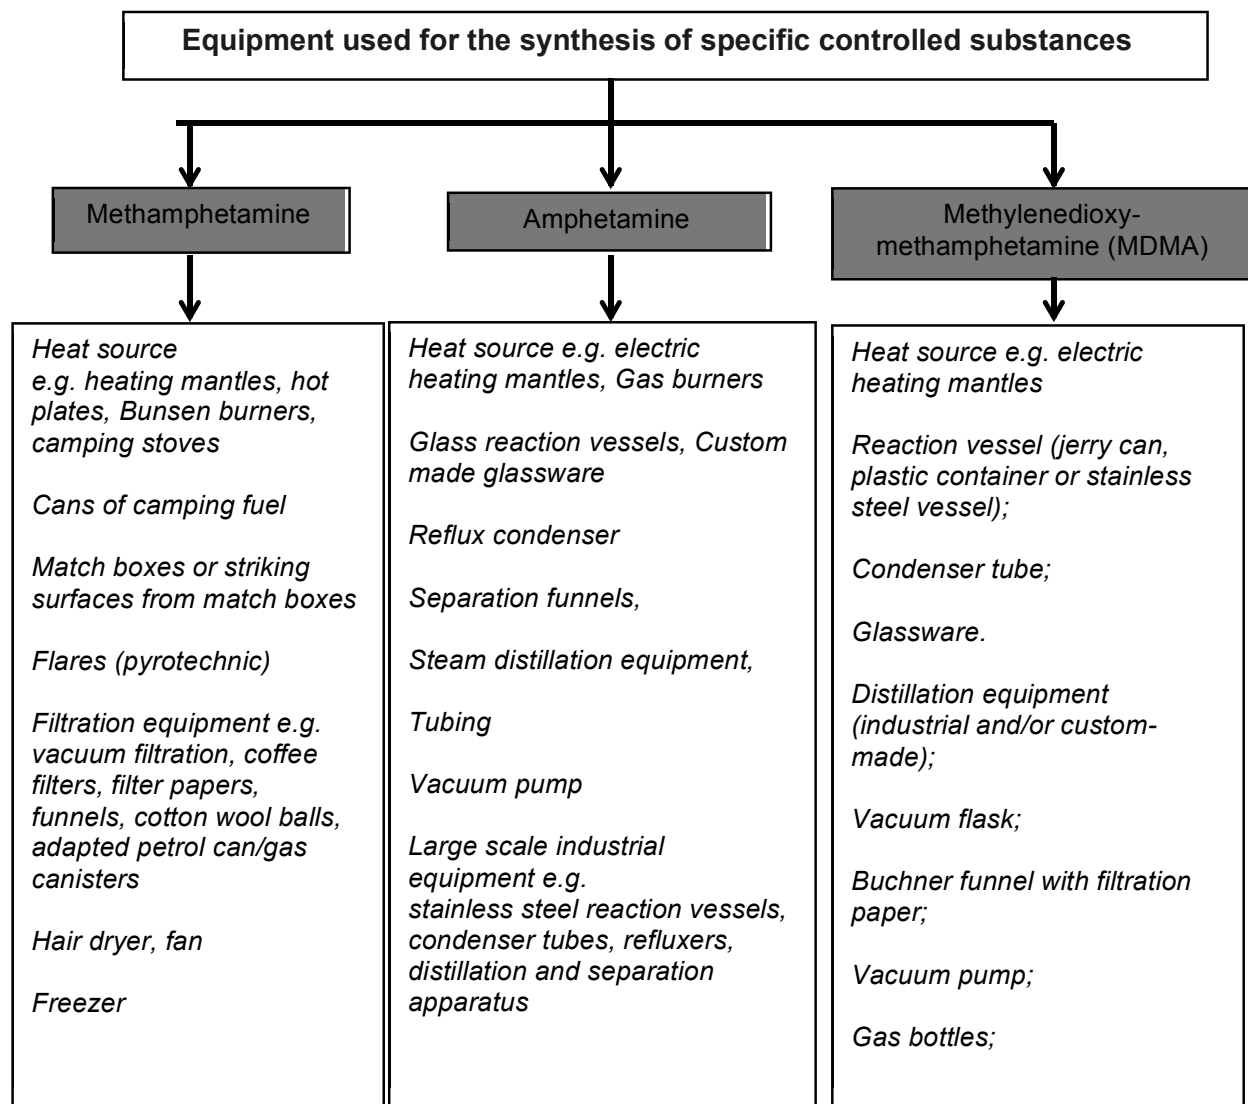 Equipment used for the synthesis of specific controlled substances
Methamphetamine
Heat source
e.g. heating mantles, hot
plates, Bunsen burners,
camping stoves
Cans of camping fuel
Match boxes or striking
surfaces from match boxes
Flares (pyrotechnic)
Filtration equipment e.g.
vacuum filtration, coffee
filters, filter papers,
funnels, cotton wool balls,
adapted petrol can/gas
canisters
Hair dryer, fan
Freezer
Amphetamine
Heat source e.g. electric
heating mantles, Gas burners
Glass reaction vessels, Custom
made glassware
Reflux condenser
Separation funnels,
Steam distillation equipment,
Tubing
Vacuum pump
Large scale industrial
equipment e.g.
stainless steel reaction vessels,
condenser tubes, refluxers,
distillation and separation
apparatus
Methylenedioxy-
methamphetamine (MDMA)
Heat source e.g. electric
heating mantles
Reaction vessel (jerry can,
plastic container or stainless
steel vessel);
Condenser tube;
Glassware.
Distillation equipment
(industrial and/or custom-
made);
Vacuum flask;
Buchner funnel with filtration
paper;
Vacuum pump;
Gas bottles;